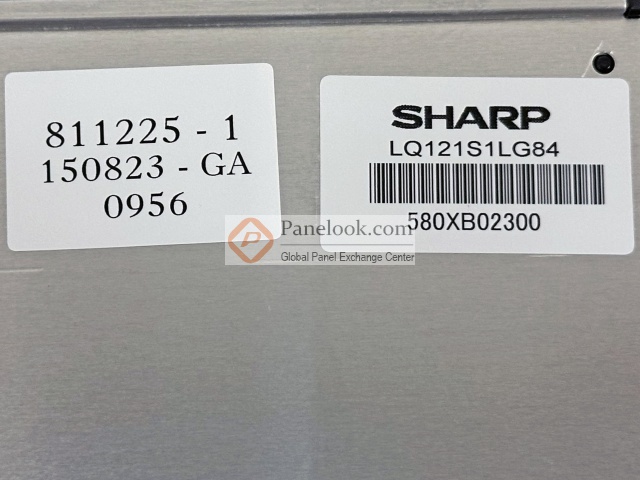 811225 - 1
150823 - GA
0956
SHARP
LQ121S1LG84
580XB02300
Panelook.com
Global Panel Exchange Center